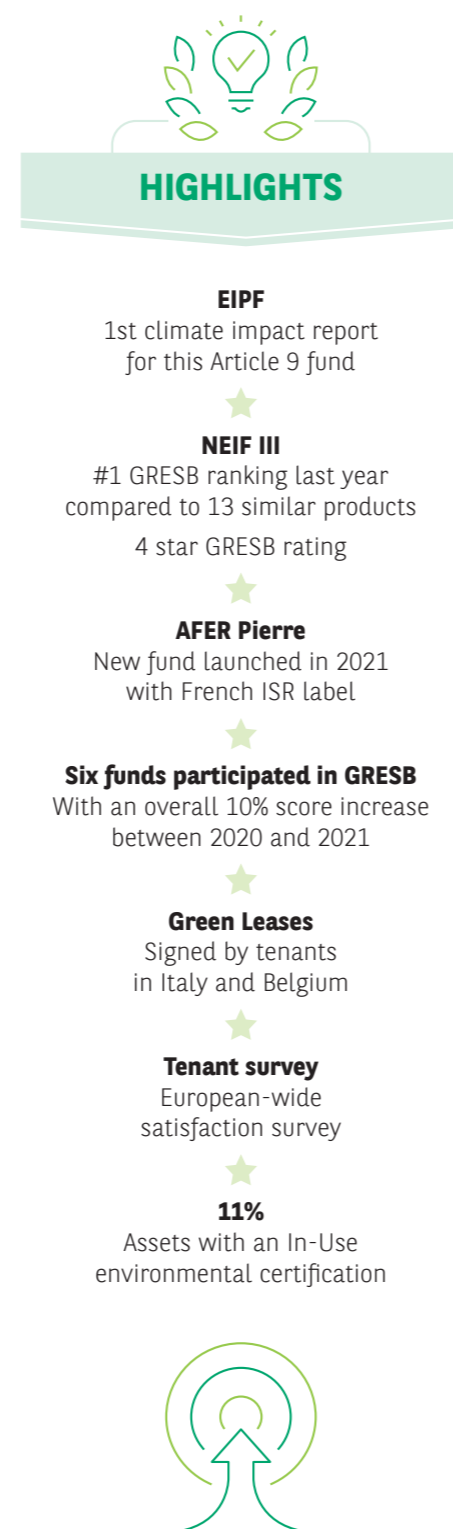 HIGHLIGHTS
EIPF
1st climate impact report
for this Article 9 fund
NEIF III
#1 GRESB ranking last year
compared to 13 similar products
4 star GRESB rating
AFER Pierre
New fund launched in 2021
with French ISR label
Six funds participated in GRESB
With an overall 10% score increase
between 2020 and 2021
Green Leases
Signed by tenants
in Italy and Belgium
Tenant survey
European-wide
satisfaction survey
11%
Assets with an In-Use
environmental certification